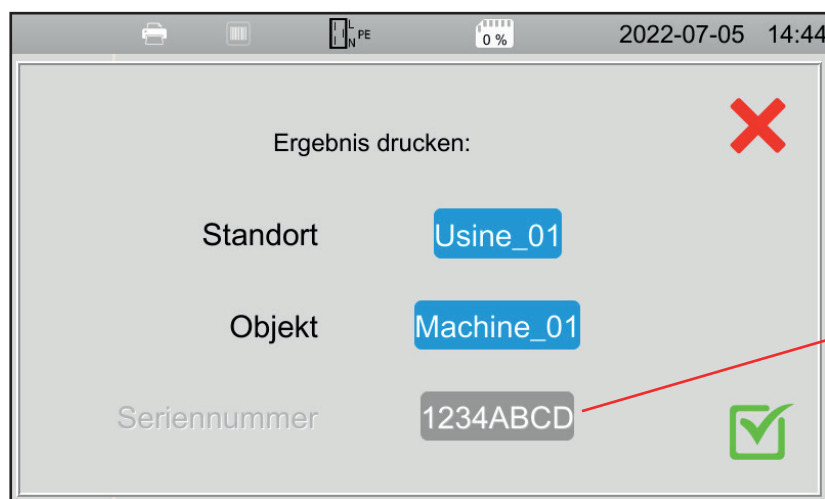 L
N PE
0 %
2022-07-05 14:44
Ergebnis drucken:
Standort Usine_01
Objekt Machine_01
Seriennummer 1234ABCD